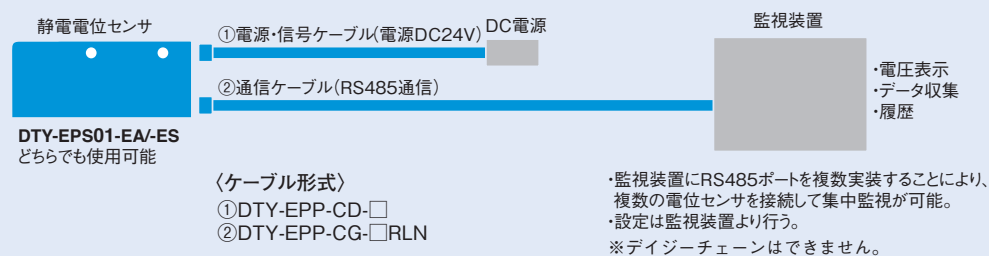 静電電位センサ
①電源・信号ケーブル(電源DC24V)
DC電源
監視装置
②通信ケーブル(RS485通信)
・電圧表示
・データ収集
・履歴
DTY-EPS01-EA/-ES
どちらでも使用可能
〈ケーブル形式〉
①DTY-EPP-CD-□
②DTY-EPP-CG-□RLN
・監視装置にRS485ポートを複数実装することにより、
複数の電位センサを接続して集中監視が可能。
・設定は監視装置より行う。
※デイジーチェーンはできません。